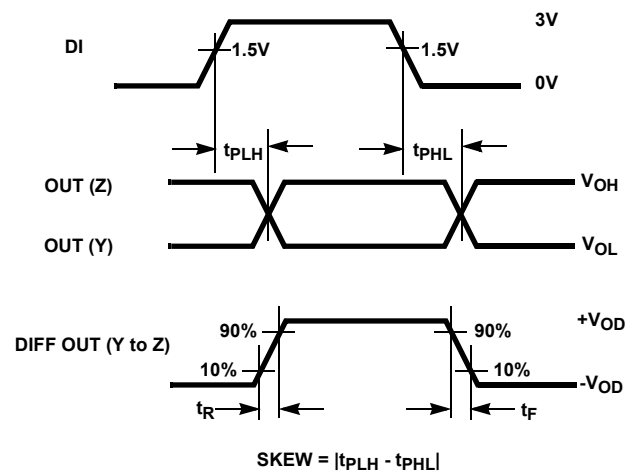 3V
DI
1.5V
1.5V
0V
tPLH
tPHL
OUT (Z)
VOH
OUT (Y)
VOL
+VOD
90%
90%
DIFF OUT (Y to Z)
10%
10%
-VOD
tR
tF
SKEW = |tPLH - tPHL|